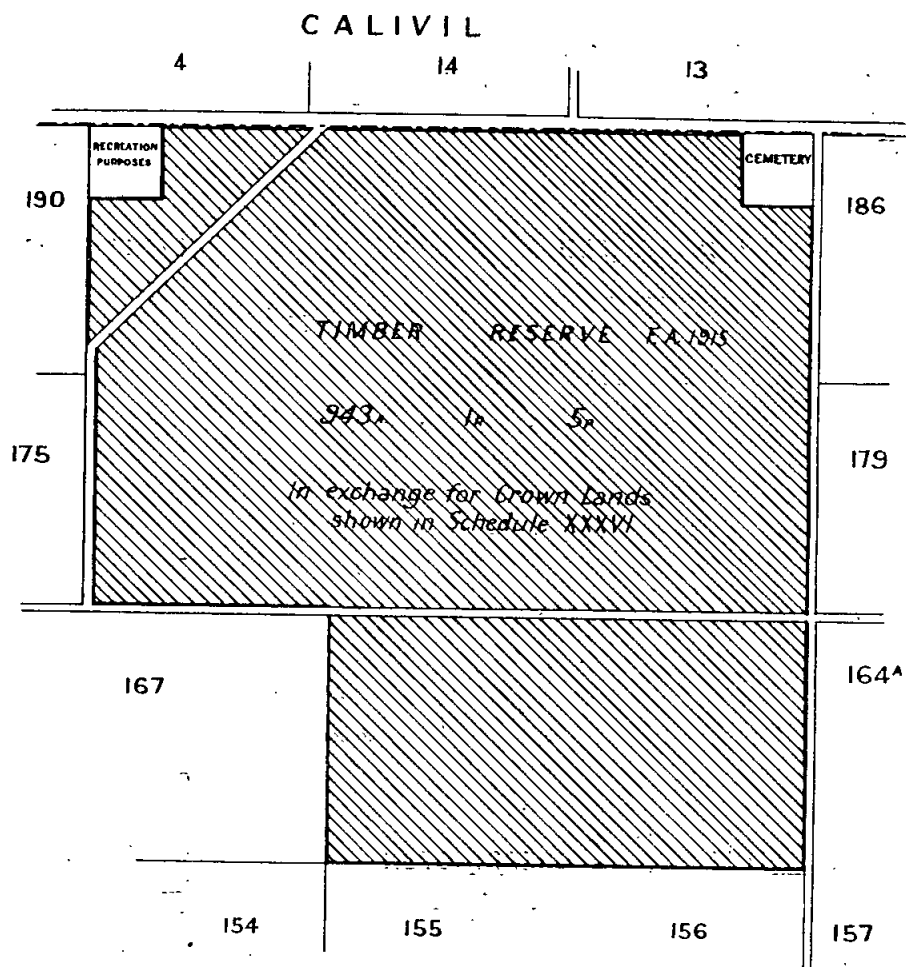 CALIVIL
4 14 13
RECREATION
PURPOSES
CEMETERY
190 186
TIMBER RESERVE F.A. 1915
943A. 1R 5P
175 179
In exchange for Crown Lands
shown in Schedule XXXVI
167 164A
154 155 156 157